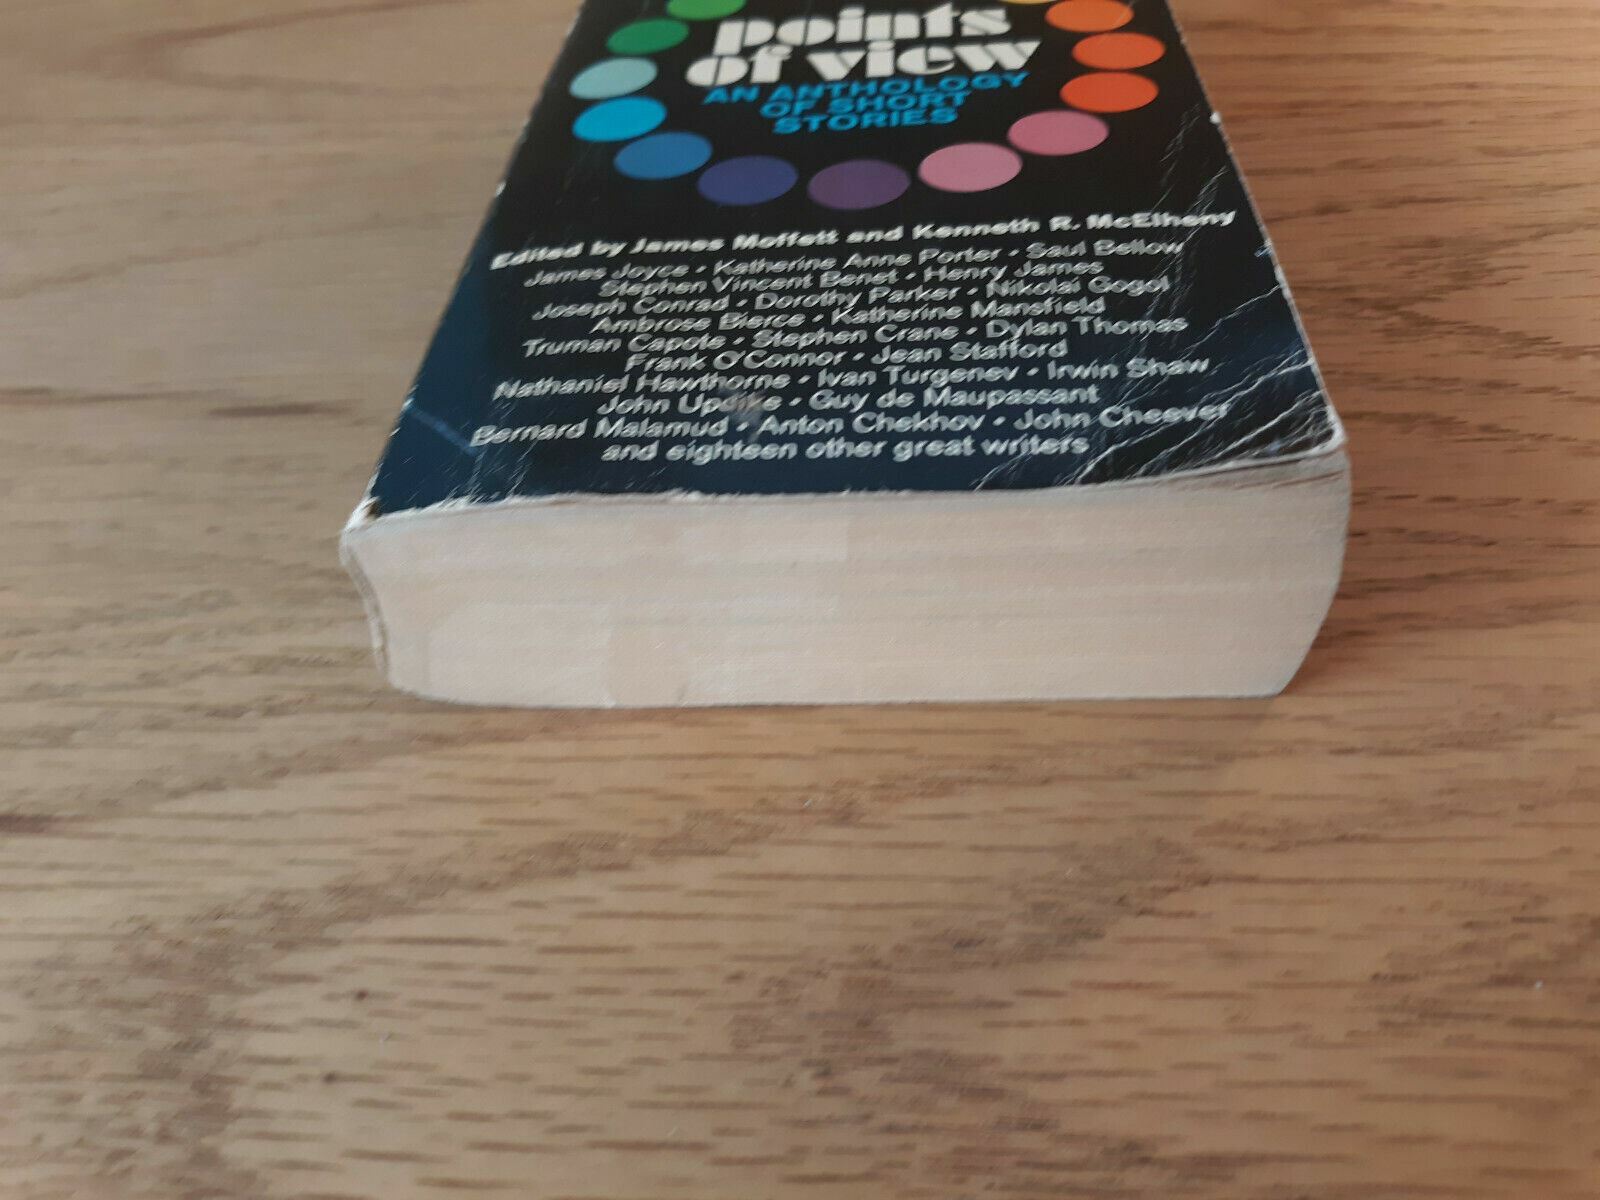 points
of view
AN ANTHOLOGY
OF SHORT
STORIES
Edited by James Moffett and Kenneth R. McElheny
James Joyce • Katherine Anne Porter • Saul Bellow
Stephen Vincent Benet • Henry James
Joseph Conrad • Dorothy Parker • Nikolai Gogol
Ambrose Bierce • Katherine Mansfield
Truman Capote • Stephen Crane • Dylan Thomas
Frank O'Connor • Jean Stafford
Nathaniel Hawthorne • Ivan Turgenev • Irwin Shaw
John Updike • Guy de Maupassant
Bernard Malamud • Anton Chekhov • John Cheever
and eighteen other great writers